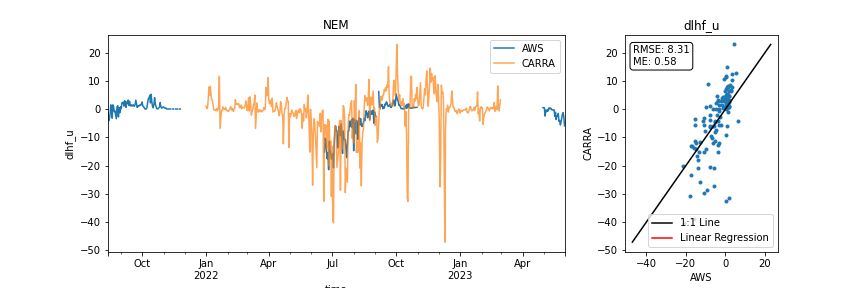 NEM
dlhf_u
AWS
CARRA
20
10
0
−10
−20
−30
−40
−50
dlhf_u
Oct
Jan
2022
Apr
Jul
Oct
Jan
2023
Apr
dlhf_u
RMSE: 8.31
ME: 0.58
20
10
0
−10
−20
−30
−40
−50
CARRA
1:1 Line
Linear Regression
−40
−20
0
20
AWS